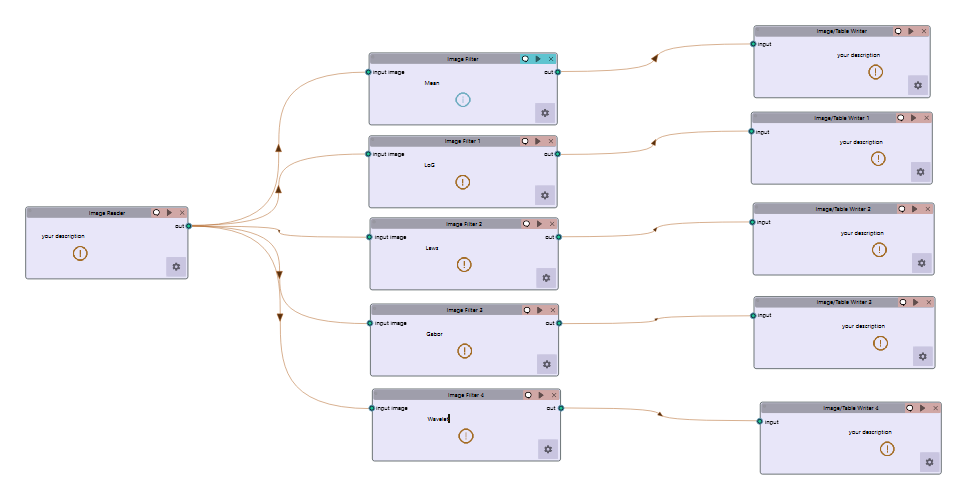 Image Reader
out
your description
Image Filter
input image
out
Mean
Image Filter 1
input image
out
LoG
Image Filter 2
input image
out
Laws
Image Filter 3
input image
out
Gabor
Image Filter 4
input image
out
Wavelet
Image/Table Writer
input
your description
Image/Table Writer 1
input
your description
Image/Table Writer 2
input
your description
Image/Table Writer 3
input
your description
Image/Table Writer 4
input
your description